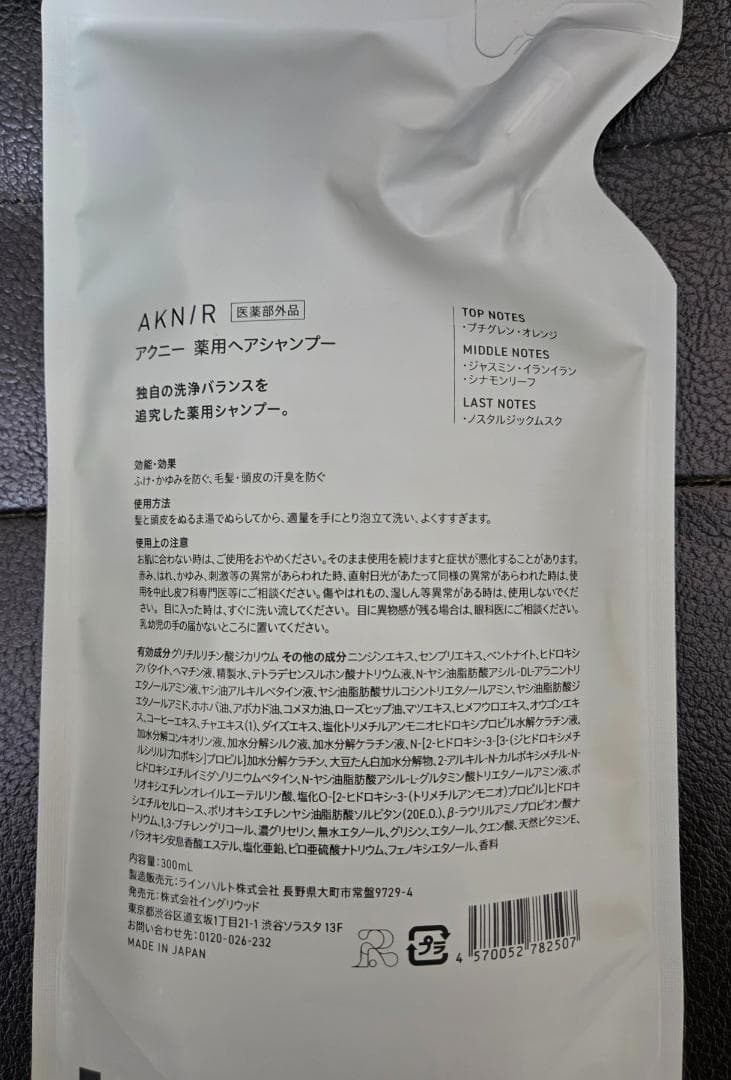 AKN/R 医薬部外品
アクニー 薬用ヘアシャンプー
独自の洗浄バランスを
追究した薬用シャンプー。
TOP NOTES
・プチグレン・オレンジ
MIDDLE NOTES
・ジャスミン・イランイラン
・シナモンリーフ
LAST NOTES
・ノスタルジックムスク
効能・効果
ふけ・かゆみを防ぐ、毛髪・頭皮の汗臭を防ぐ
使用方法
髪と頭皮をぬるま湯でぬらしてから、適量を手にとり泡立て洗い、よくすすぎます。
使用上の注意
お肌に合わない時は、ご使用をおやめください。そのまま使用を続けますと症状が悪化することがあります。
赤み、はれ、かゆみ、刺激等の異常があらわれた時、直射日光があたって同様の異常があらわれた時は、使
用を中止し皮フ科専門医等にご相談ください。傷やはれもの、湿しん等異常がある時は、使用しないでくだ
さい。 目に入った時は、すぐに洗い流してください。 目に異物感が残る場合は、眼科医にご相談ください。
乳幼児の手の届かないところに置いてください。
有効成分 グリチルリチン酸ジカリウム その他の成分 ニンジンエキス、センブリエキス、ベントナイト、ヒドロキシ
アパタイト、ヘマチン液、精製水、テトラデセンスルホン酸ナトリウム液、N-ヤシ油脂肪酸アシル-DL-アラニントリ
エタノールアミン液、ヤシ油アルキルベタイン液、ヤシ油脂肪酸サルコシントリエタノールアミン、ヤシ油脂肪酸ジ
エタノールアミド、ホホバ油、アボカド油、コメヌカ油、ローズヒップ油、マツエキス、ヒメフウロエキス、オウゴンエキ
ス、コーヒーエキス、チャエキス(1)、ダイズエキス、塩化トリメチルアンモニオヒドロキシプロピル加水分解ケラチン液、
加水分解コンキオリン液、加水分解シルク液、加水分解ケラチン液、N-[2-ヒドロキシ-3-[3-(ジヒドロキシメチ
ルシリル)プロポキシ]プロピル]加水分解ケラチン、大豆たん白加水分解物、2-アルキル-N-カルボキシメチル-N-
ヒドロキシエチルイミダゾリニウムベタイン、N-ヤシ油脂肪酸アシル-L-グルタミン酸トリエタノールアミン液、ポ
リオキシエチレンオレイルエーテルリン酸、塩化O-[2-ヒドロキシ-3-(トリメチルアンモニオ)プロピル]ヒドロキ
シエチルセルロース、ポリオキシエチレンヤシ油脂肪酸ソルビタン(20E.O.)、β-ラウリルアミノプロピオン酸ナ
トリウム、1,3-ブチレングリコール、濃グリセリン、無水エタノール、グリシン、エタノール、クエン酸、天然ビタミンE、
パラオキシ安息香酸エステル、塩化亜鉛、ピロ亜硫酸ナトリウム、フェノキシエタノール、香料
内容量:300mL
製造販売元:ラインハルト株式会社 長野県大町市常盤9729-4
発売元:株式会社イングリウッド
東京都渋谷区道玄坂1丁目21-1 渋谷ソラスタ 13F
お問い合わせ先:0120-026-232
MADE IN JAPAN
プラ
4 570052 782507